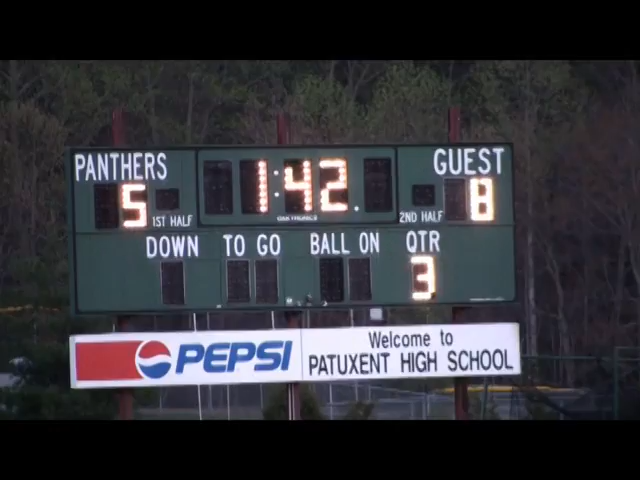 PANTHERS 1:42. GUEST
5 1ST HALF 2ND HALF 8
DOWN TO GO BALL ON QTR
3
PEPSI Welcome to
PATUXENT HIGH SCHOOL